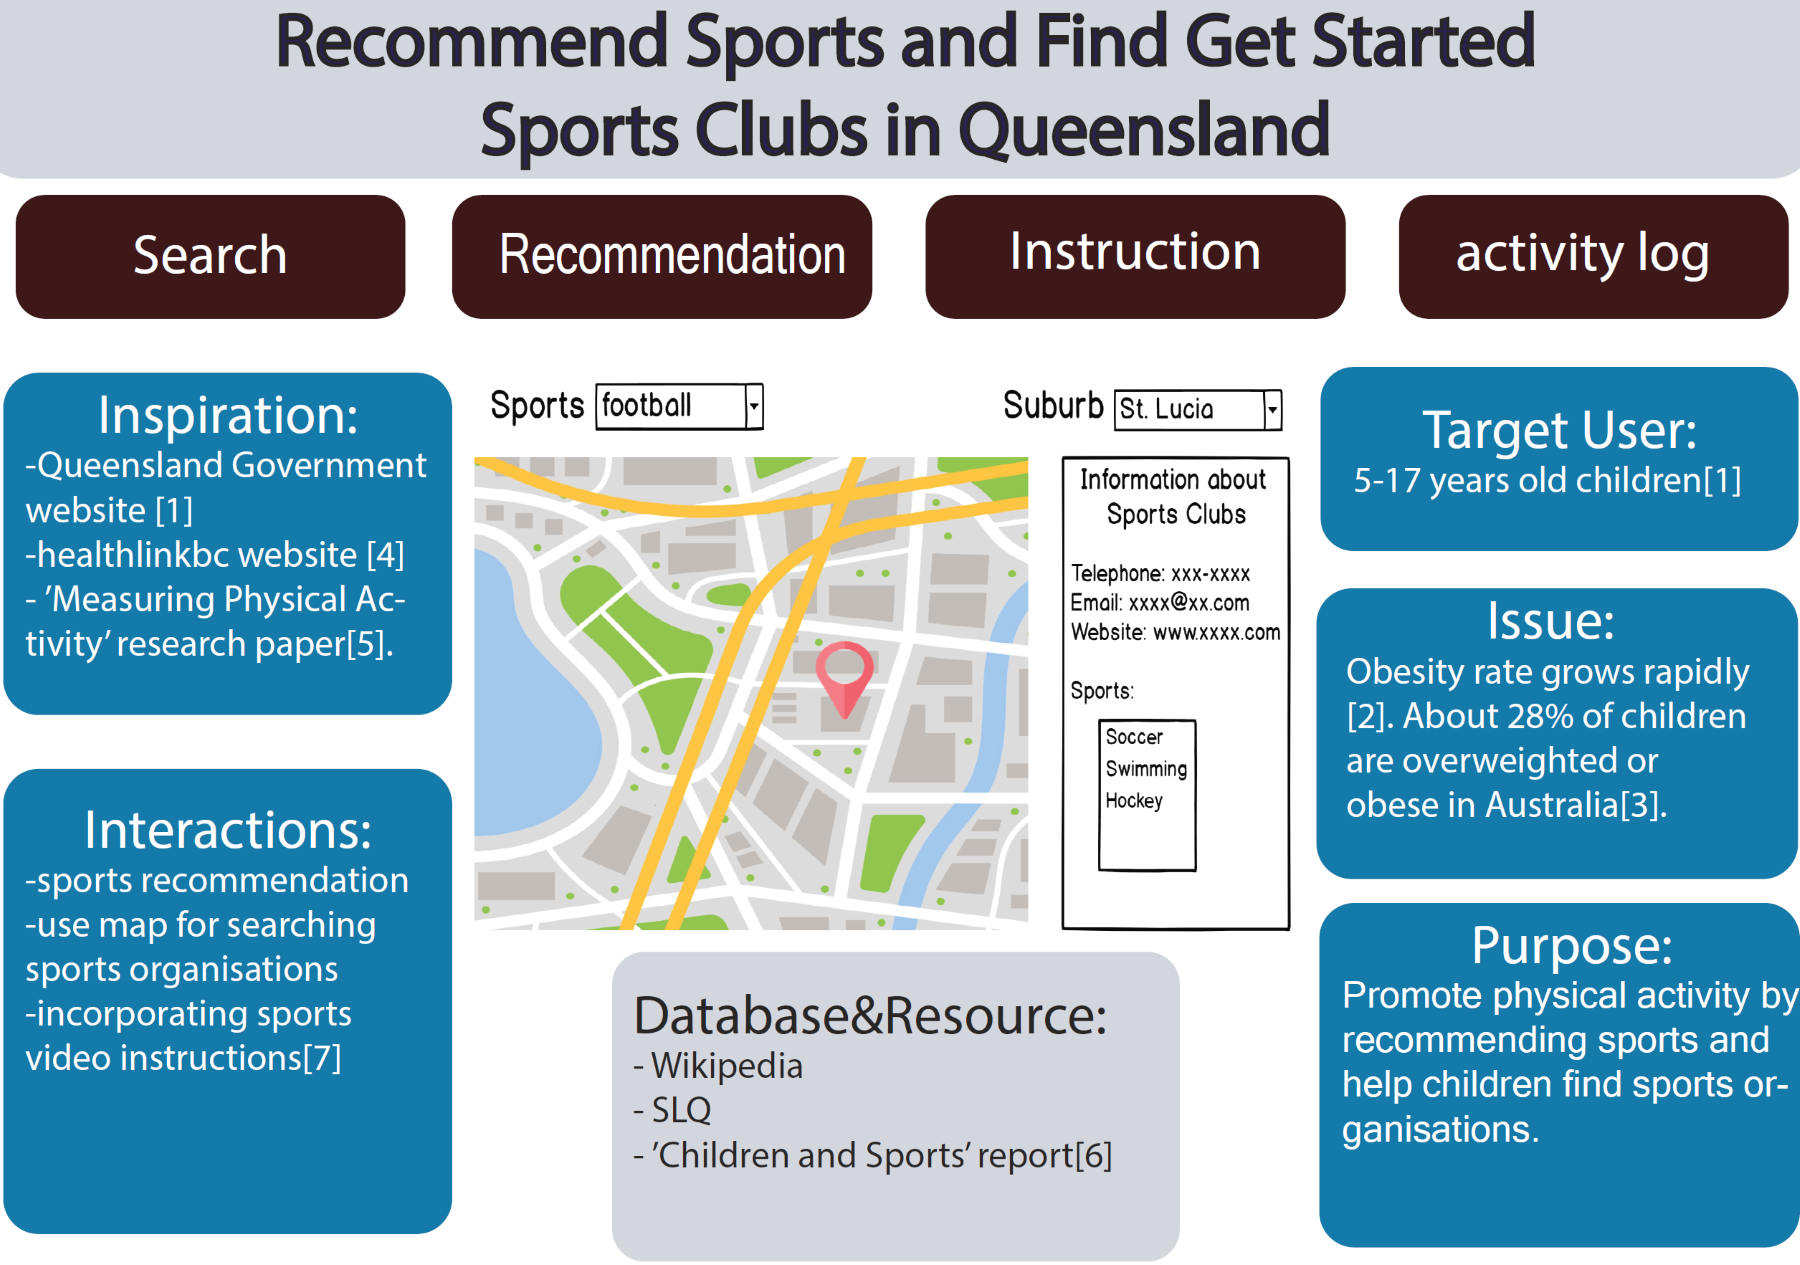 Recommend Sports and Find Get Started
Sports Clubs in Queensland
Search
Recommendation
Instruction
activity log
Inspiration:
-Queensland Government
website [1]
-healthlinkbc website [4]
- ’Measuring Physical Ac-
tivity’ research paper[5].
Interactions:
-sports recommendation
-use map for searching
sports organisations
-incorporating sports
video instructions[7]
Sports football
Suburb St. Lucia
Information about
Sports Clubs
Telephone: xxx-xxxx
Email: xxxx@xx.com
Website: www.xxxx.com
Sports:
Soccer
Swimming
Hockey
Database&Resource:
- Wikipedia
- SLQ
- ’Children and Sports’ report[6]
Target User:
5-17 years old children[1]
Issue:
Obesity rate grows rapidly
[2]. About 28% of children
are overweighted or
obese in Australia[3].
Purpose:
Promote physical activity by
recommending sports and
help children find sports or-
ganisations.